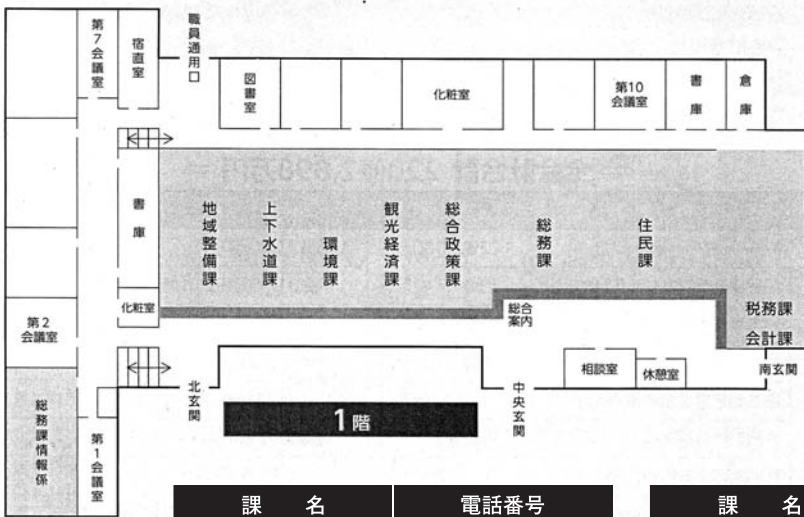 第7会議室
宿直室
職員通用口
図書室
化粧室
第10
会議室
書庫
倉庫
書庫
地域整備課
上下水道課
環境課
観光経済課
総合政策課
総務課
住民課
化粧室
総合
案内
税務課
会計課
第2
会議室
相談室
休憩室
南玄関
北玄関
中央玄関
1階
総務課情報係
第1会議室
課 名 電話番号 課 名